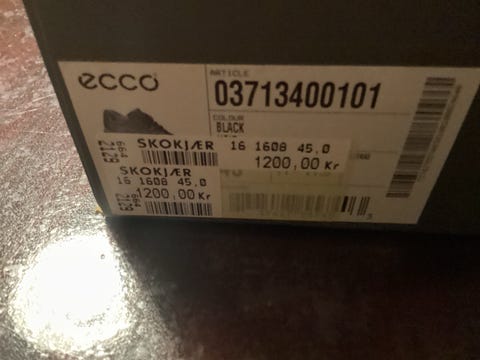 ecco
ARTICLE
03713400101
COLOUR
BLACK
SKOKJÆR 16 1608 45,0
1200,00 Kr
SKOKJÆR
16 1608 45,0
1200,00 Kr